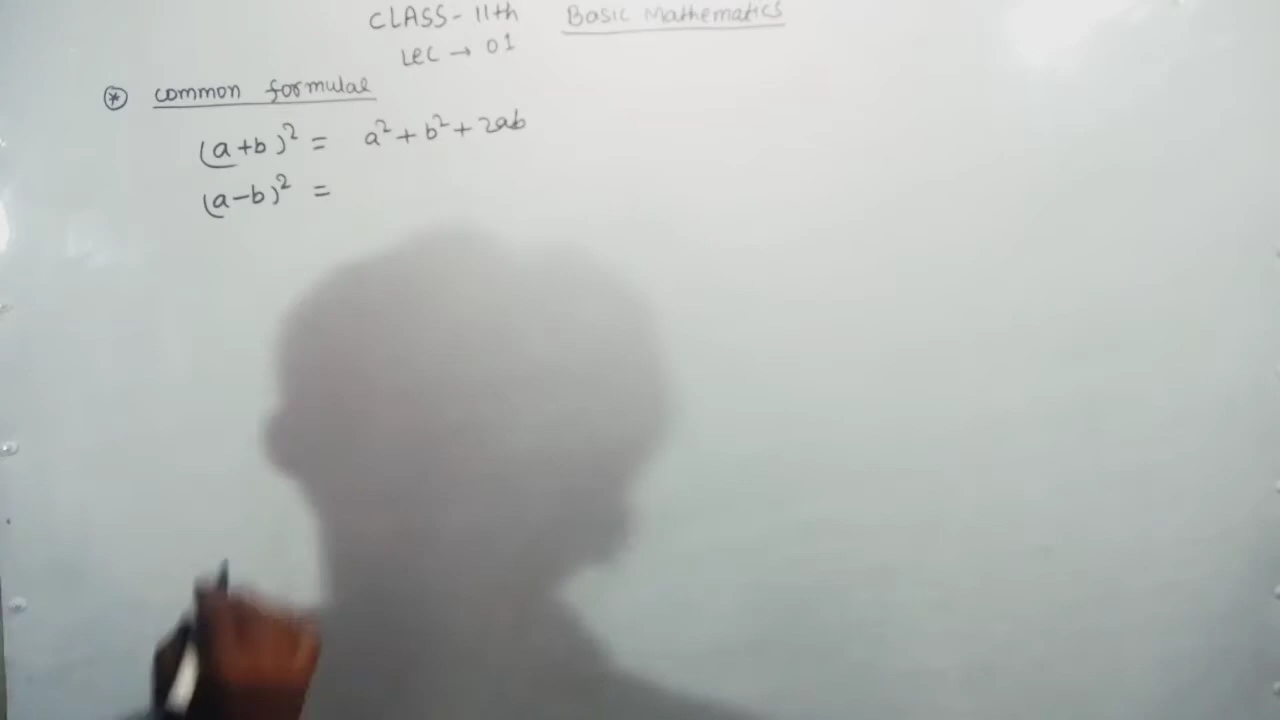 CLASS - 11th Basic Mathematics
Lec → 01
* common formulae
(a+b)² = a² + b² + 2ab
(a-b)² =